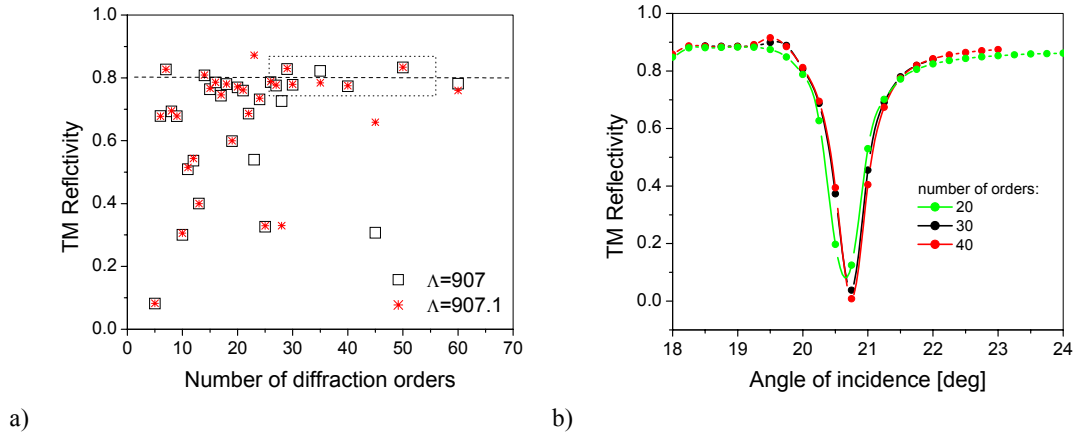 1.0
0.8
0.6
0.4
0.2
0.0
TM Reflctivity
0 10 20 30 40 50 60 70
Number of diffraction orders
Λ=907
Λ=907.1
a)
1.0
0.8
0.6
0.4
0.2
0.0
TM Reflectivity
number of orders:
20
30
40
18 19 20 21 22 23 24
Angle of incidence [deg]
b)